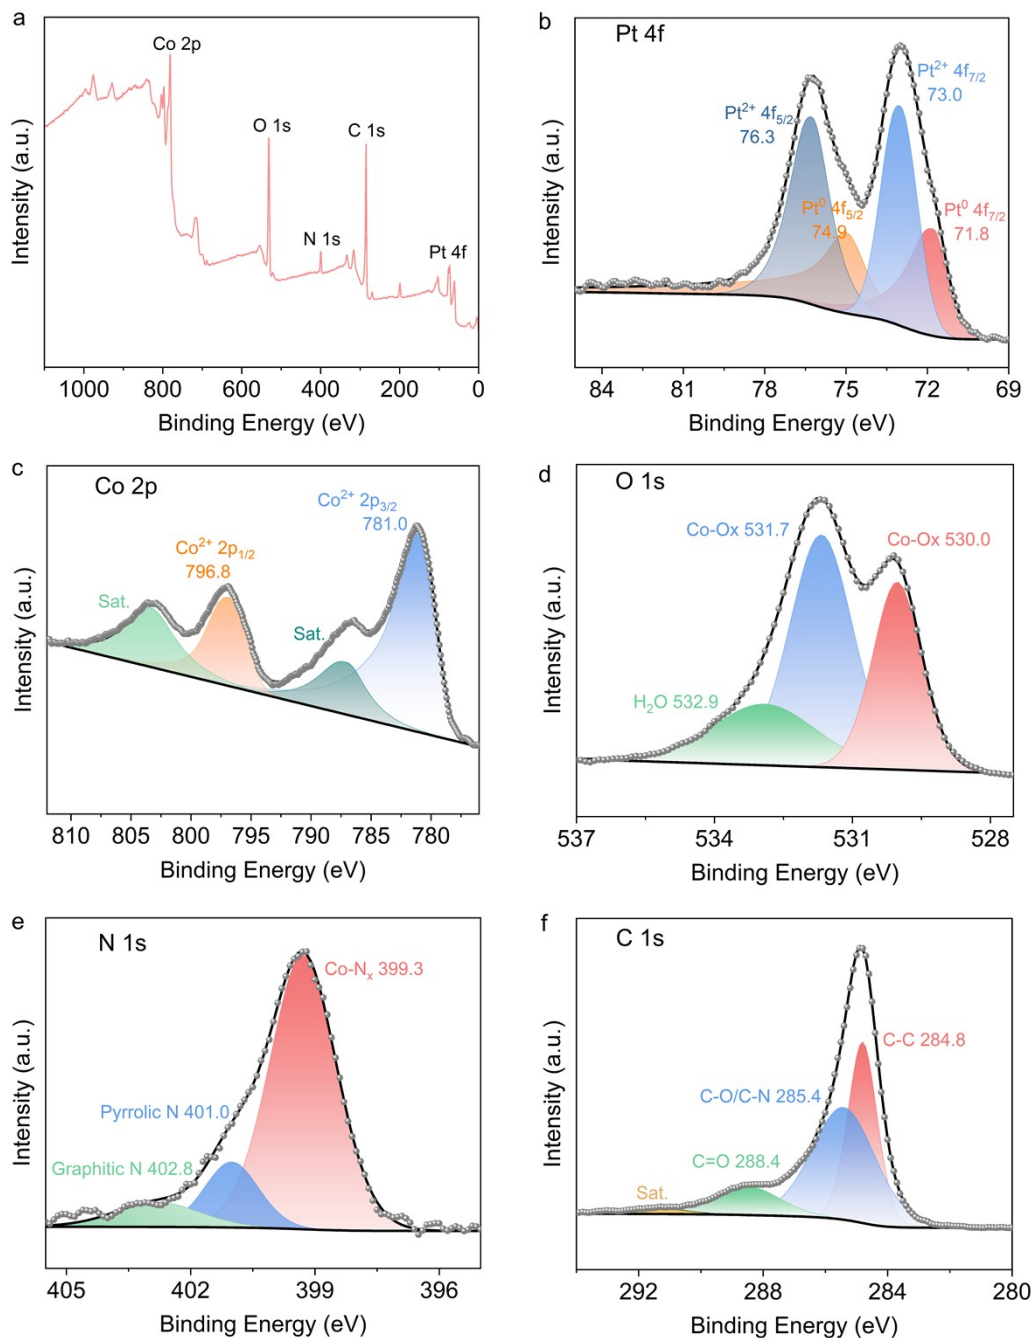 a
Co 2p
O 1s
C 1s
N 1s
Pt 4f
Intensity (a.u.)
1000 800 600 400 200 0
Binding Energy (eV)
b
Pt 4f
Pt²⁺ 4f₇/₂
73.0
Pt²⁺ 4f₅/₂
76.3
Pt⁰ 4f₅/₂
74.9
Pt⁰ 4f₇/₂
71.8
Intensity (a.u.)
84 81 78 75 72 69
Binding Energy (eV)
c
Co 2p
Co²⁺ 2p₃/₂
781.0
Co²⁺ 2p₁/₂
796.8
Sat.
Sat.
Intensity (a.u.)
810 805 800 795 790 785 780
Binding Energy (eV)
d
O 1s
Co-Ox 531.7
Co-Ox 530.0
H₂O 532.9
Intensity (a.u.)
537 534 531 528
Binding Energy (eV)
e
N 1s
Co-Nₓ 399.3
Pyrrolic N 401.0
Graphitic N 402.8
Intensity (a.u.)
405 402 399 396
Binding Energy (eV)
f
C 1s
C-C 284.8
C-O/C-N 285.4
C=O 288.4
Sat.
Intensity (a.u.)
292 288 284 280
Binding Energy (eV)